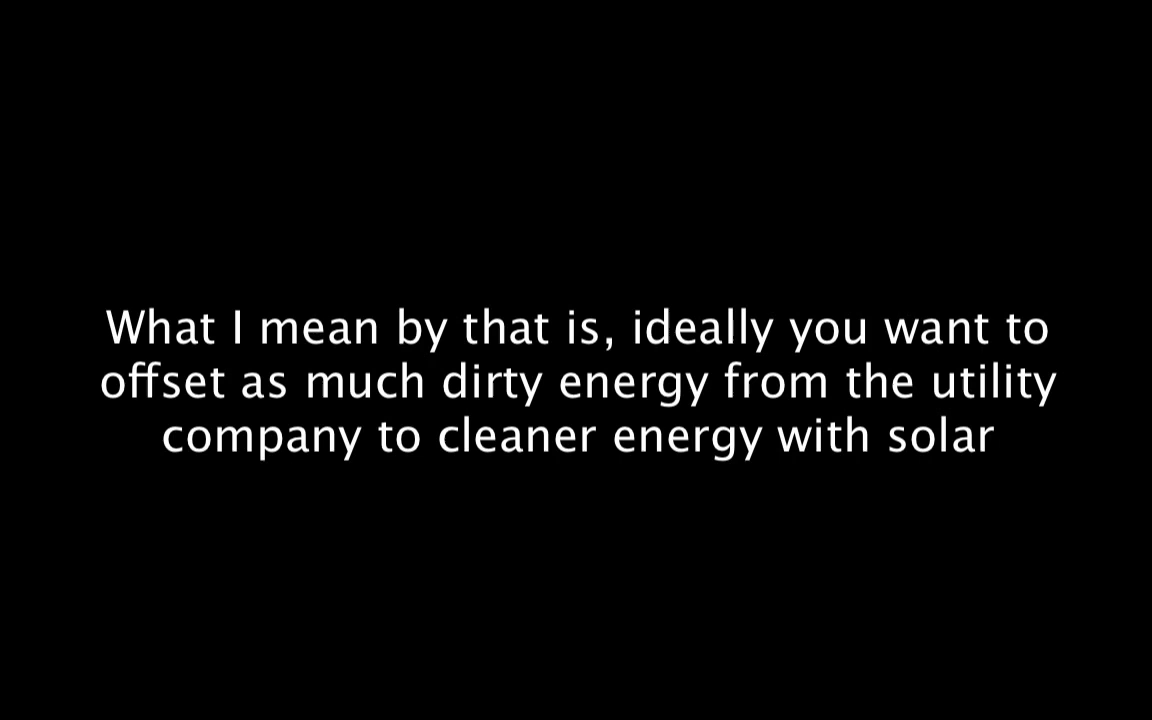 What I mean by that is, ideally you want to
offset as much dirty energy from the utility
company to cleaner energy with solar